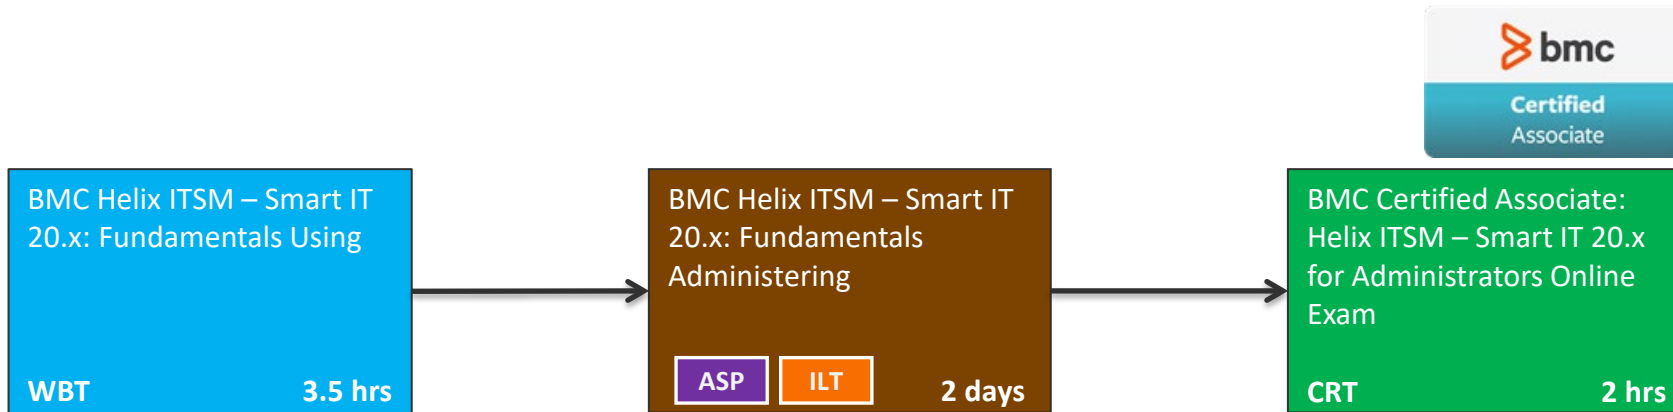 bmc
Certified
Associate
BMC Helix ITSM – Smart IT
20.x: Fundamentals Using
WBT 3.5 hrs
BMC Helix ITSM – Smart IT
20.x: Fundamentals
Administering
ASP ILT 2 days
BMC Certified Associate:
Helix ITSM – Smart IT 20.x
for Administrators Online
Exam
CRT 2 hrs